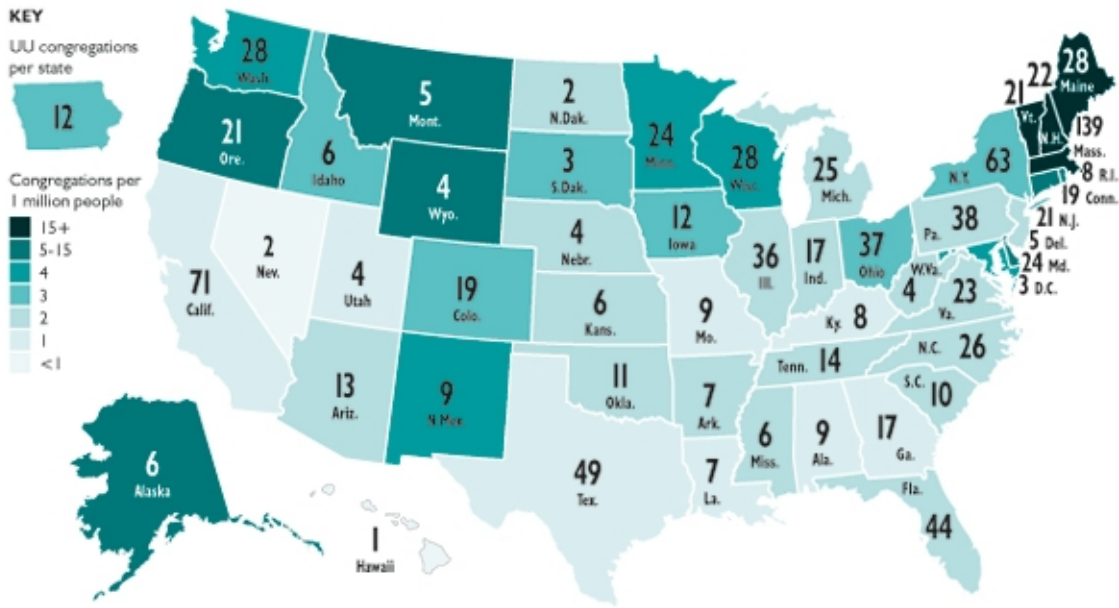 KEY
UU congregations
per state
12
Congregations per
1 million people
15+
5-15
4
3
2
1
<1
28
Wash.
21
Ore.
6
Idaho
5
Mont.
4
Wyo.
2
N.Dak.
3
S.Dak.
24
Minn.
28
Wisc.
25
Mich.
12
Iowa
4
Nebr.
71
Calif.
2
Nev.
4
Utah
19
Colo.
6
Kans.
9
Mo.
36
Ill.
17
Ind.
37
Ohio
Ky. 8
W.Va.
4
23
Va.
Pa. 38
N.Y. 63
21
Vt.
22
N.H.
28
Maine
139
Mass.
8 R.I.
19 Conn.
21 N.J.
5 Del.
24 Md.
3 D.C.
13
Ariz.
9
N.Mex.
11
Okla.
7
Ark.
Tenn. 14
N.C. 26
S.C.
10
49
Tex.
7
La.
6
Miss.
9
Ala.
17
Ga.
Fla.
44
6
Alaska
1
Hawaii